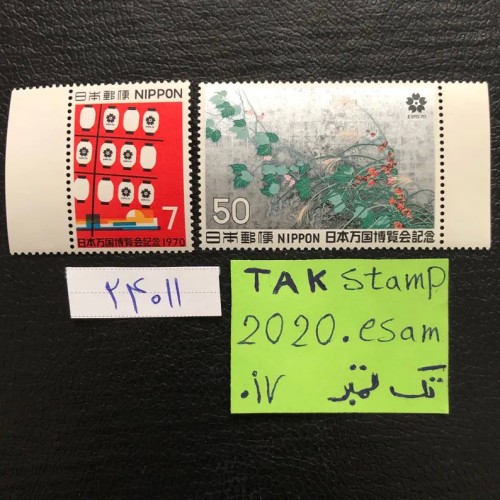 日本郵便 NIPPON
7
日本万国博覧会記念 1970
EXPO'70
50
日本郵便 NIPPON 日本万国博覧会記念
۲۴۰۱۱
TAK stamp
2020.esam
تک تمبر ۰۱۷